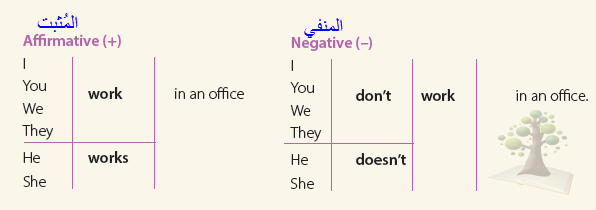 المُثبت
Affirmative (+)
I
You
We
They
work
in an office
He
She
works
المنفي
Negative (–)
I
You
We
They
don't work in an office.
He
She
doesn't